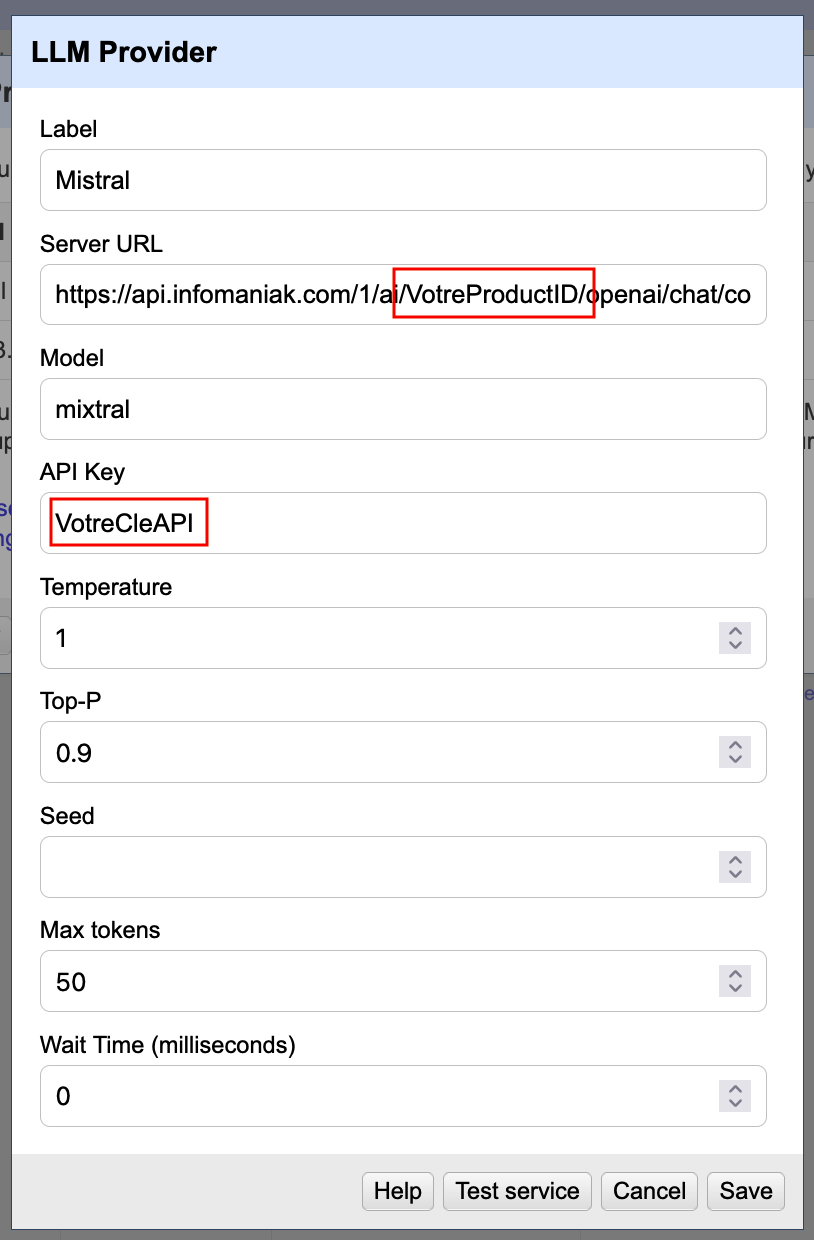 LLM Provider
Label
Mistral
Server URL
https://api.infomaniak.com/1/ai/VotreProductID/openai/chat/co
Model
mixtral
API Key
VotreCleAPI
Temperature
1
Top-P
0.9
Seed
Max tokens
50
Wait Time (milliseconds)
0
Help Test service Cancel Save